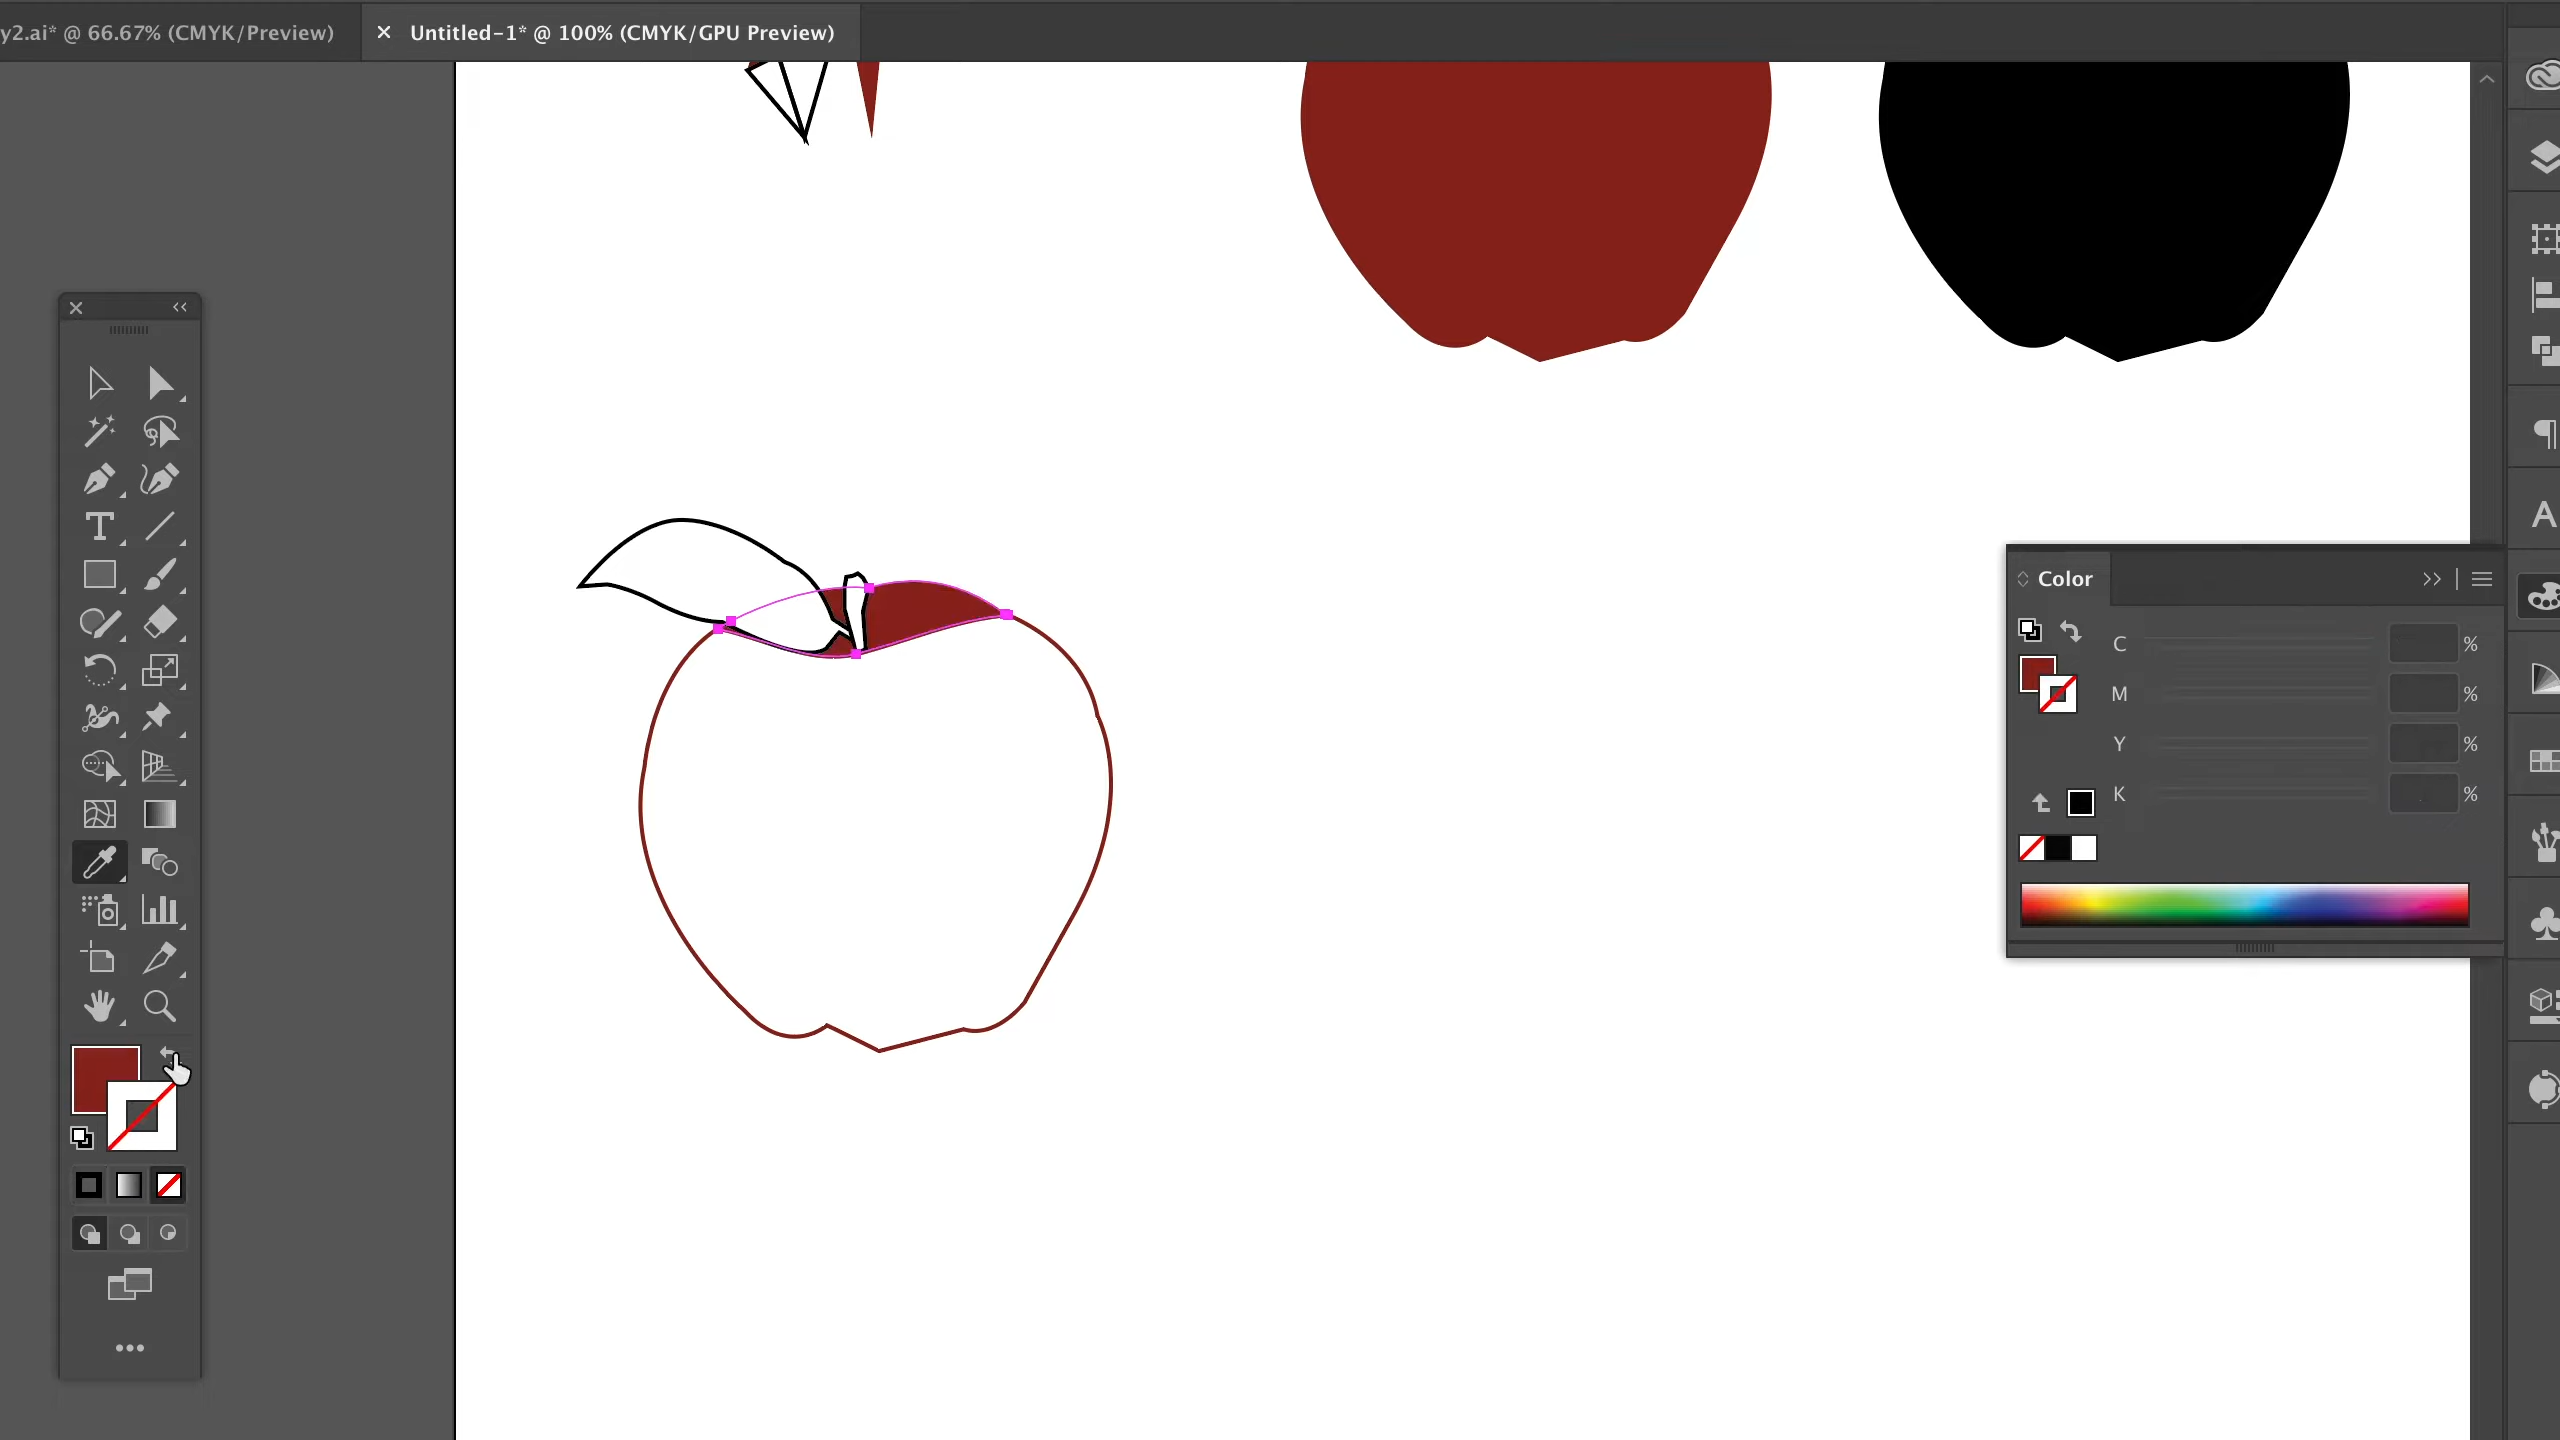 y2.ai* @ 66.67% (CMYK/Preview)
× Untitled-1* @ 100% (CMYK/GPU Preview)
Color
C %
M %
Y %
K %